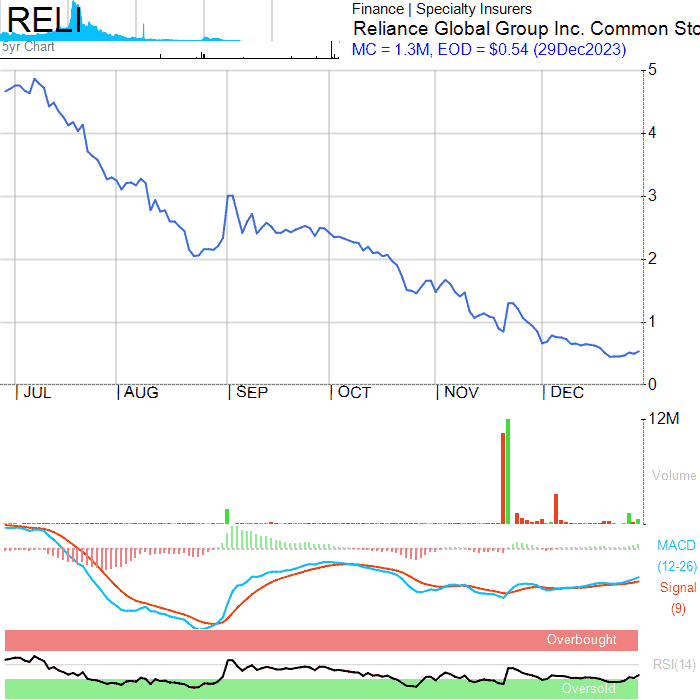 RELI
5yr Chart
Finance | Specialty Insurers
Reliance Global Group Inc. Common Sto
MC = 1.3M, EOD = $0.54 (29Dec2023)
5
4
3
2
1
0
JUL
AUG
SEP
OCT
NOV
DEC
12M
Volume
MACD
(12-26)
Signal
(9)
Overbought
RSI(14)
Oversold